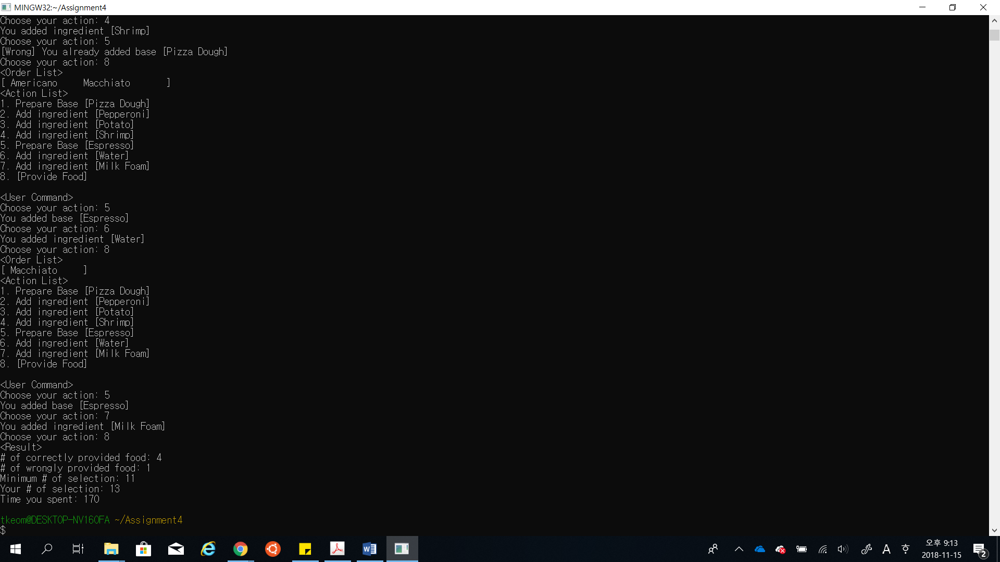 MINGW32:~/Assignment4
Choose your action: 4
You added ingredient [Shrimp]
Choose your action: 5
[Wrong] You already added base [Pizza Dough]
Choose your action: 8
<Order List>
[ Americano     Macchiato       ]
<Action List>
1. Prepare Base [Pizza Dough]
2. Add ingredient [Pepperoni]
3. Add ingredient [Potato]
4. Add ingredient [Shrimp]
5. Prepare Base [Espresso]
6. Add ingredient [Water]
7. Add ingredient [Milk Foam]
8. [Provide Food]
<User Command>
Choose your action: 5
You added base [Espresso]
Choose your action: 6
You added ingredient [Water]
Choose your action: 8
<Order List>
[ Macchiato     ]
<Action List>
1. Prepare Base [Pizza Dough]
2. Add ingredient [Pepperoni]
3. Add ingredient [Potato]
4. Add ingredient [Shrimp]
5. Prepare Base [Espresso]
6. Add ingredient [Water]
7. Add ingredient [Milk Foam]
8. [Provide Food]
<User Command>
Choose your action: 5
You added base [Espresso]
Choose your action: 7
You added ingredient [Milk Foam]
Choose your action: 8
<Result>
# of correctly provided food: 4
# of wrongly provided food: 1
Minimum # of selection: 11
Your # of selection: 13
Time you spent: 170
tkeom@DESKTOP-NV160FA ~/Assignment4
$
A
오후 9:13
2018-11-15
2